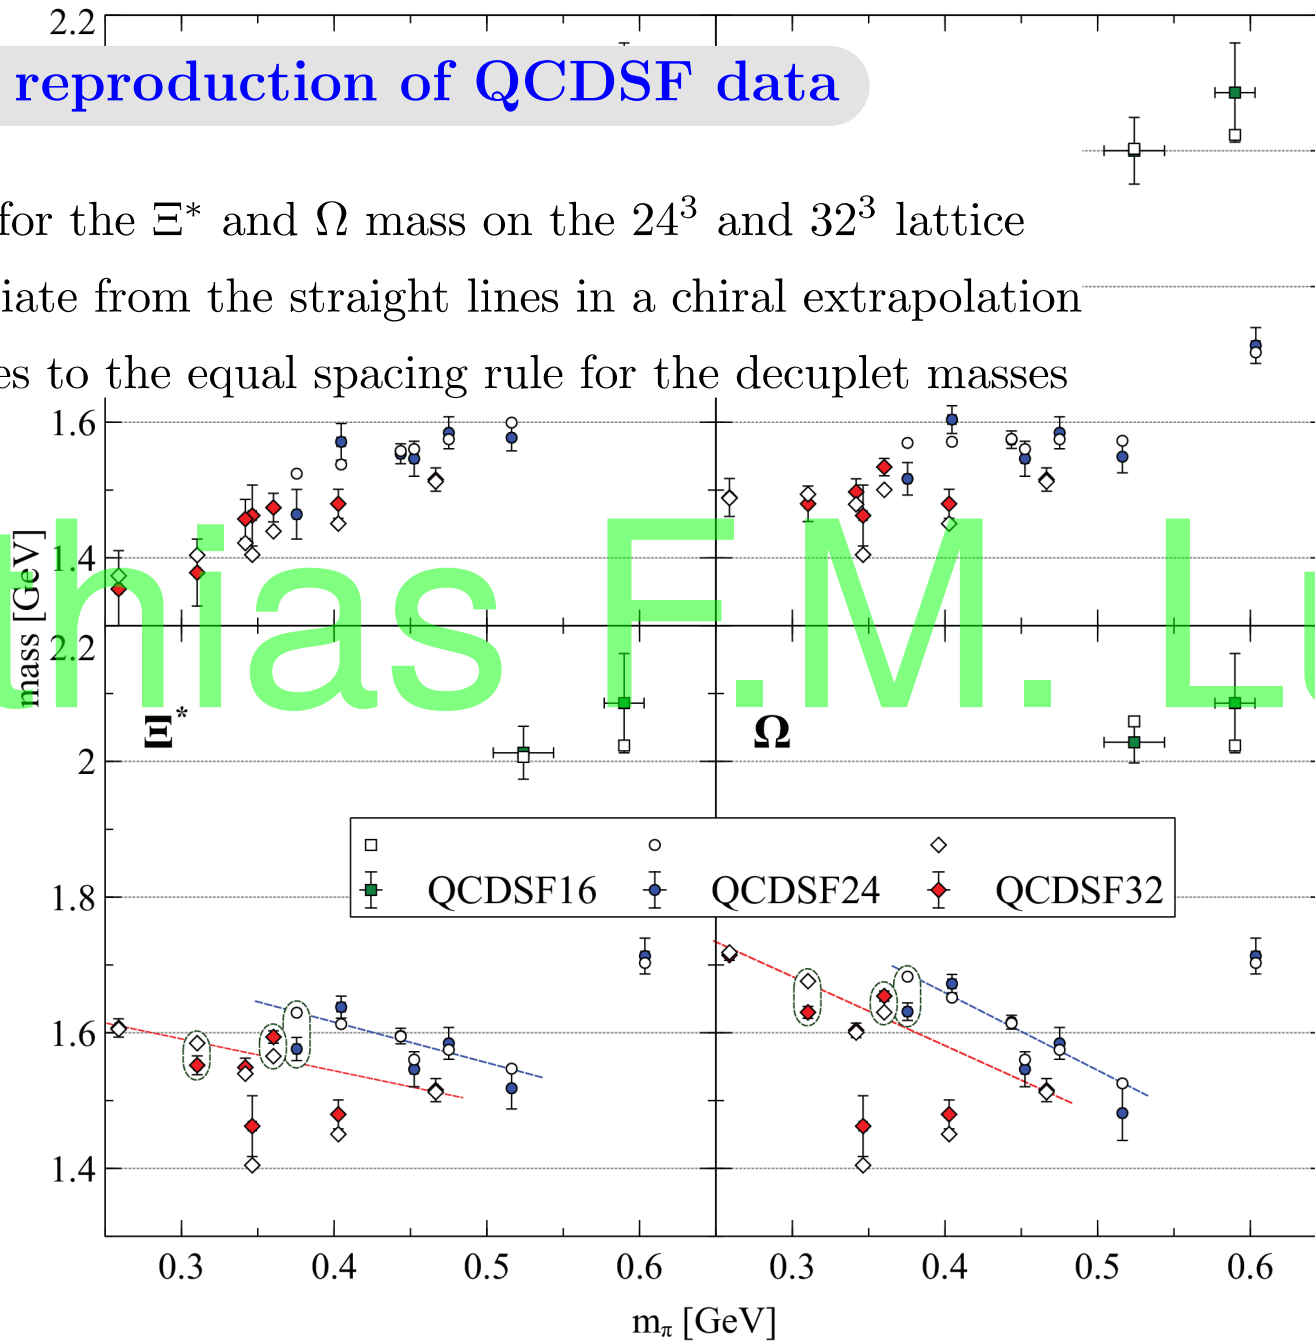 2.2
reproduction of QCDSF data
for the Ξ* and Ω mass on the 24³ and 32³ lattice
iate from the straight lines in a chiral extrapolation
es to the equal spacing rule for the decuplet masses
1.6
1.4
mass [GeV]
thias F.M. Lu
2.2
Ξ*
Ω
2
QCDSF16 QCDSF24 QCDSF32
1.8
1.6
1.4
0.3 0.4 0.5 0.6 0.3 0.4 0.5 0.6
mπ [GeV]